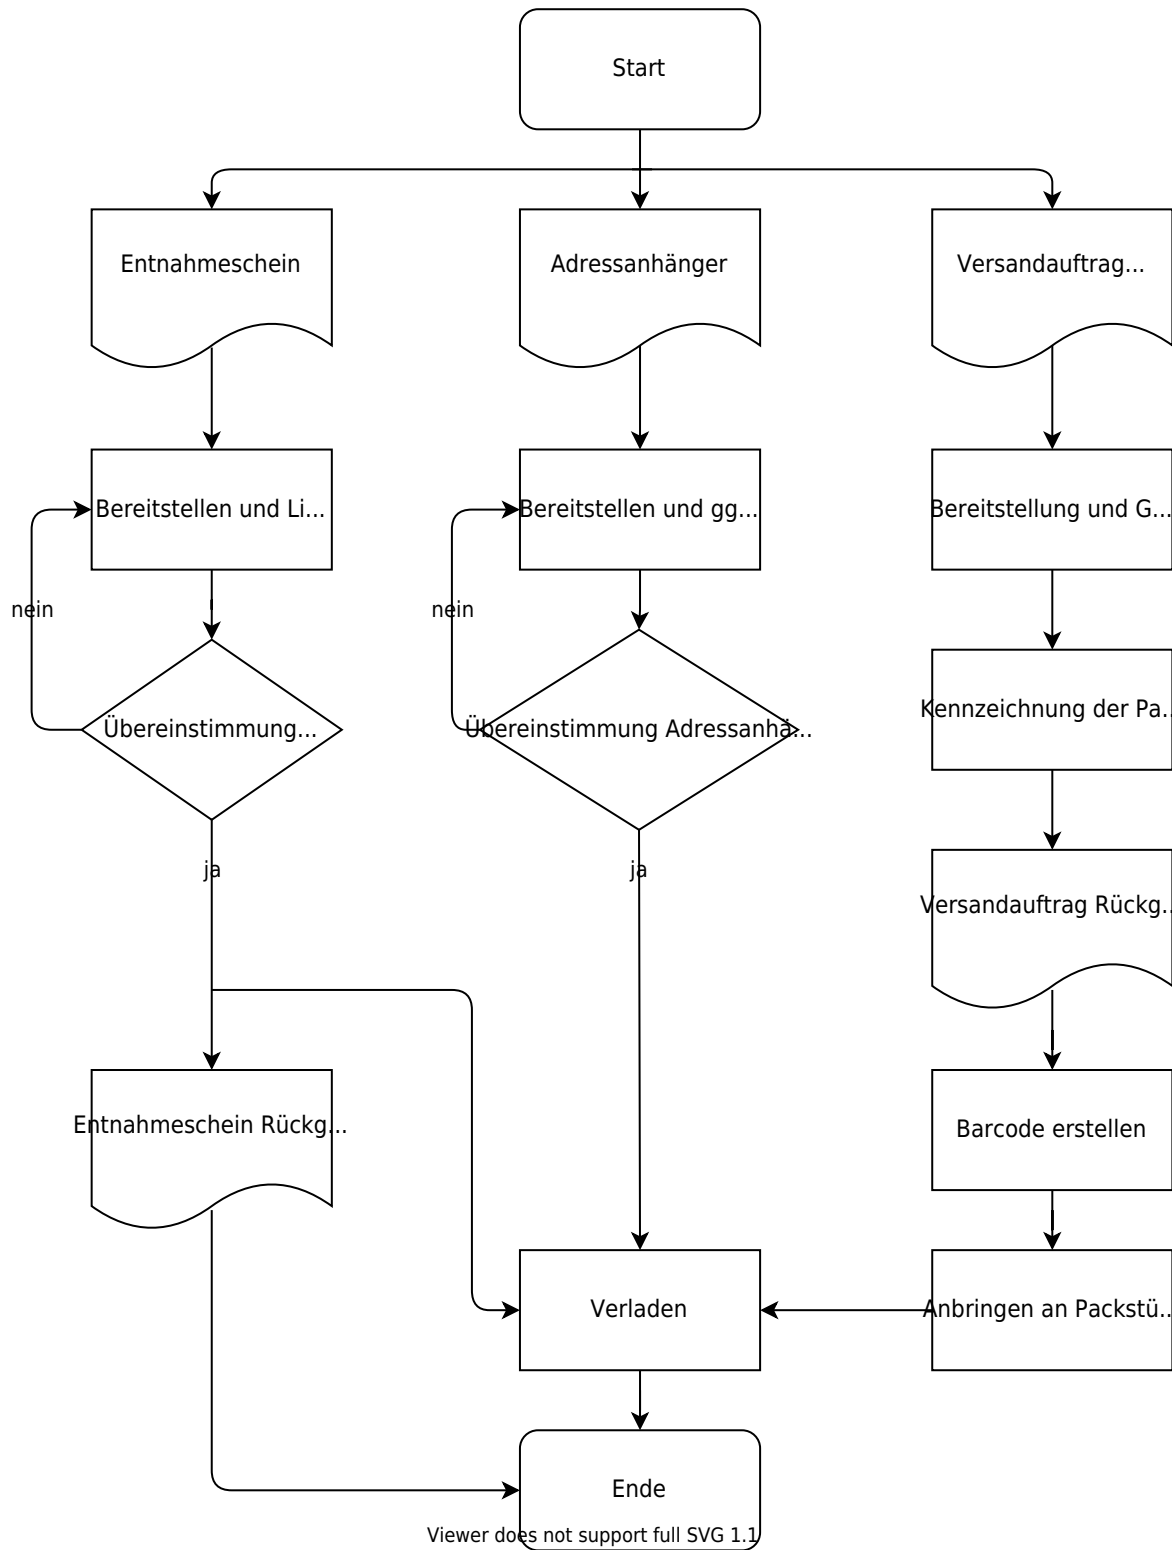 Start
Entnahmeschein
Adressanhänger
Versandauftrag...
Bereitstellen und Li...
Bereitstellen und gg...
Bereitstellung und G...
nein
nein
Übereinstimmung...
Übereinstimmung Adressanhä...
Kennzeichnung der Pa...
ja
ja
Versandauftrag Rückg...
Entnahmeschein Rückg...
Barcode erstellen
Verladen
Anbringen an Packstü...
Ende
Viewer does not support full SVG 1.1